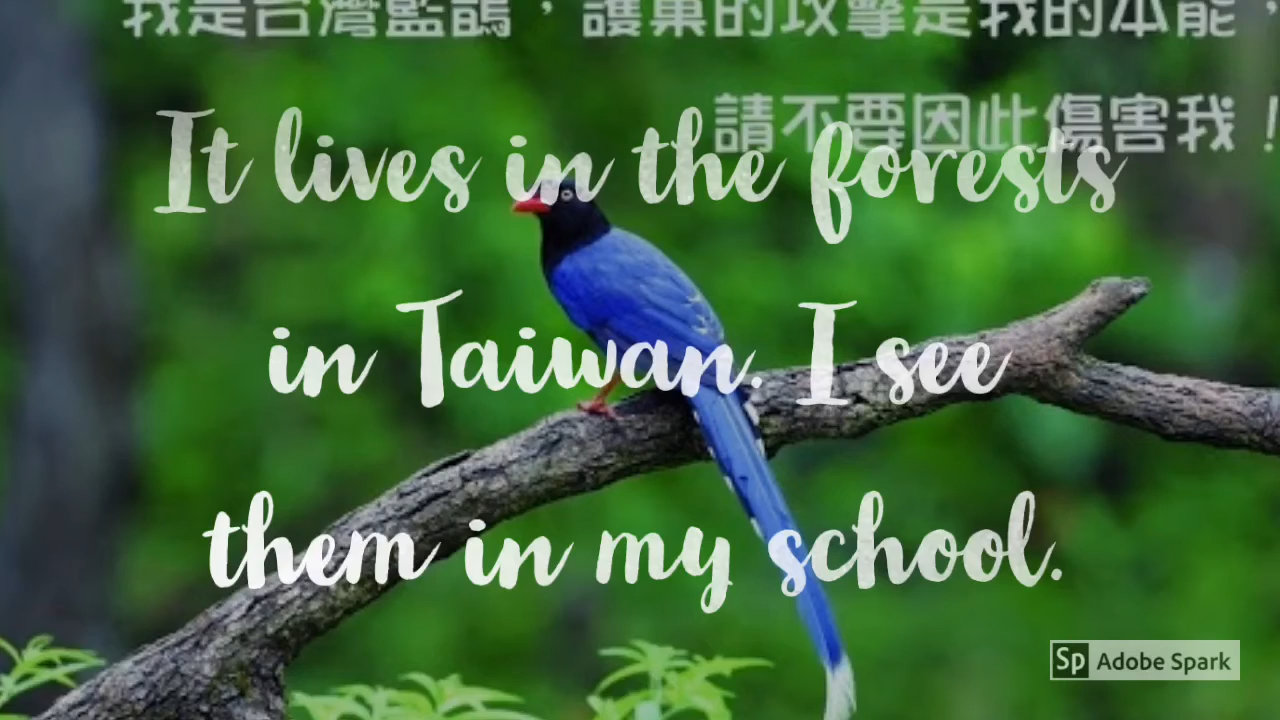 我是台灣藍鵲，護巢的攻擊是我的本能，
請不要因此傷害我！
It lives in the forests
in Taiwan. I see
them in my school.
Sp Adobe Spark